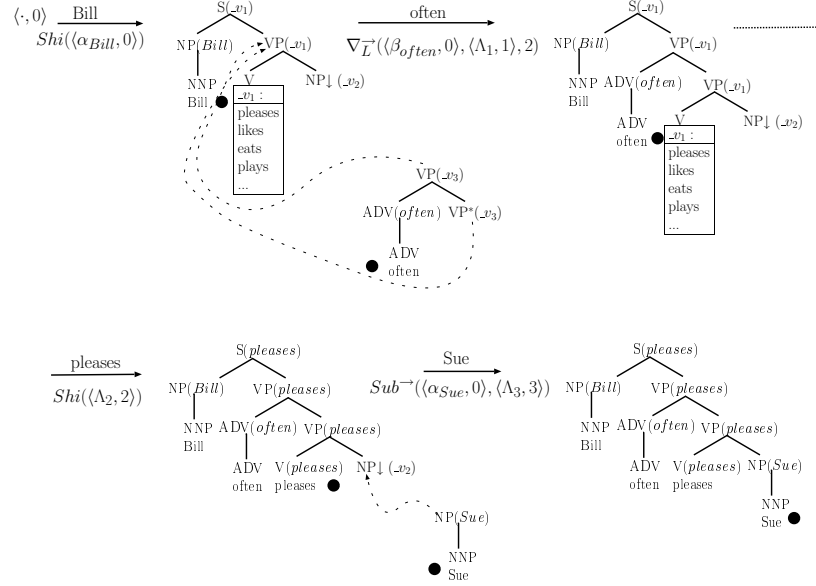 ⟨·, 0⟩ Bill
Shi(⟨α_Bill, 0⟩)
S(_v₁)
NP(Bill) VP(_v₁)
NNP V NP↓ (_v₂)
Bill
_v₁ :
pleases
likes
eats
plays
...
VP(_v₃)
ADV(often) VP*(_v₃)
ADV
often
often
∇_L^→(⟨β_often, 0⟩, ⟨Λ₁, 1⟩, 2)
S(_v₁)
NP(Bill) VP(_v₁)
NNP ADV(often) VP(_v₁)
Bill
ADV V NP↓ (_v₂)
often
_v₁ :
pleases
likes
eats
plays
...
pleases
Shi(⟨Λ₂, 2⟩)
S(pleases)
NP(Bill) VP(pleases)
NNP ADV(often) VP(pleases)
Bill
ADV V(pleases) NP↓ (_v₂)
often pleases
NP(Sue)
NNP
Sue
Sue
Sub^→(⟨α_Sue, 0⟩, ⟨Λ₃, 3⟩)
S(pleases)
NP(Bill) VP(pleases)
NNP ADV(often) VP(pleases)
Bill
ADV V(pleases) NP(Sue)
often pleases
NNP
Sue